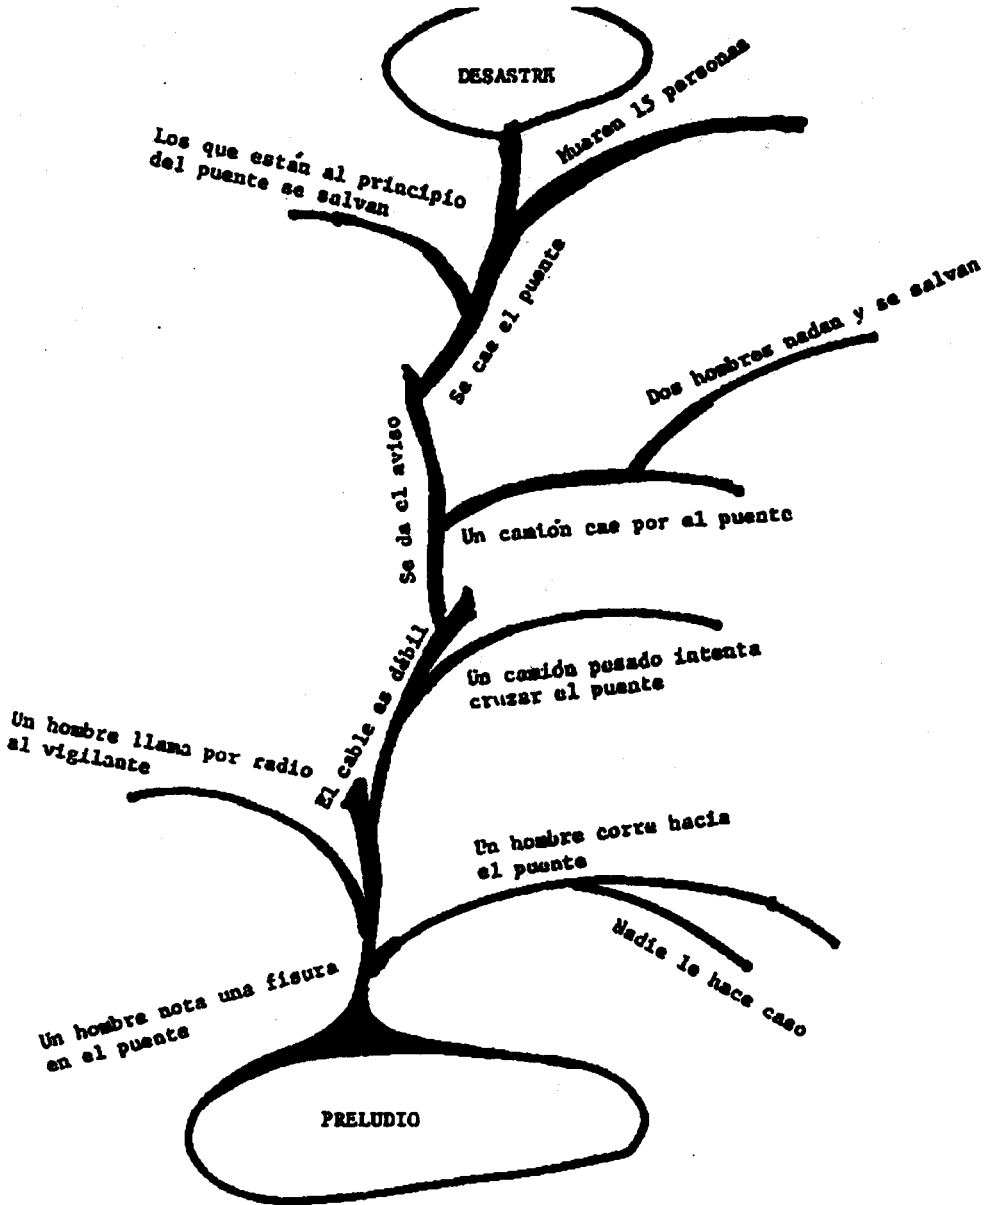 DESASTRE
Mueren 15 personas
Los que están al principio
del puente se salvan
Se cae el puente
Dos hombres nadan y se salvan
Se da el aviso
Un camión cae por el puente
El cable es débil
Un camión pesado intenta
cruzar el puente
Un hombre llama por radio
al vigilante
Un hombre corre hacia
el puente
Nadie le hace caso
Un hombre nota una fisura
en el puente
PRELUDIO